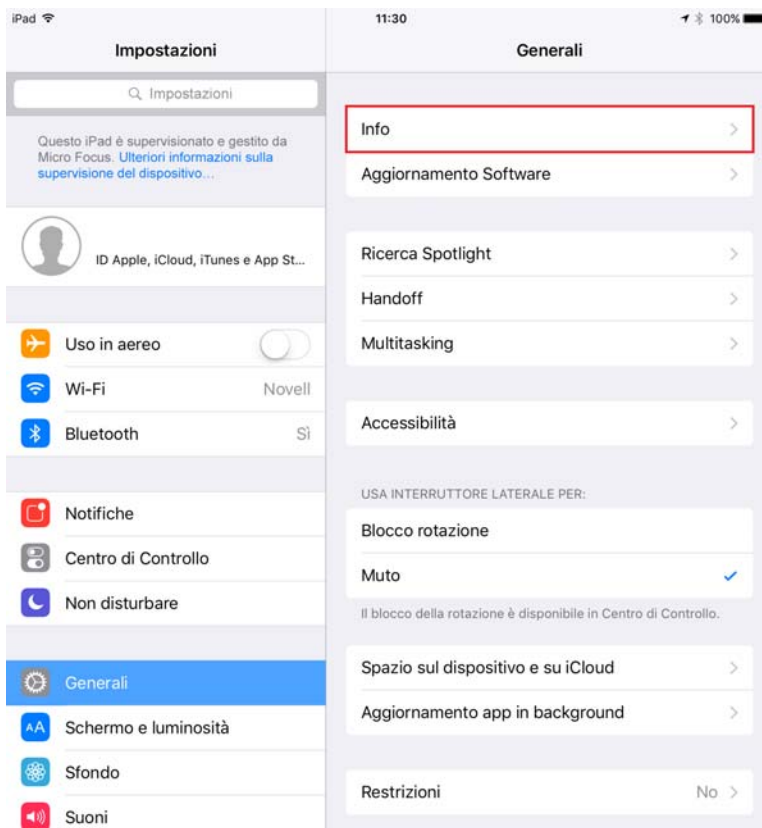 iPad
11:30
100%
Impostazioni
Impostazioni
Questo iPad è supervisionato e gestito da
Micro Focus. Ulteriori informazioni sulla
supervisione del dispositivo...
ID Apple, iCloud, iTunes e App St...
Uso in aereo
Wi-Fi Novell
Bluetooth Sì
Notifiche
Centro di Controllo
Non disturbare
Generali
AA Schermo e luminosità
Sfondo
Suoni
Generali
Info
Aggiornamento Software
Ricerca Spotlight
Handoff
Multitasking
Accessibilità
USA INTERRUTTORE LATERALE PER:
Blocco rotazione
Muto
Il blocco della rotazione è disponibile in Centro di Controllo.
Spazio sul dispositivo e su iCloud
Aggiornamento app in background
Restrizioni No